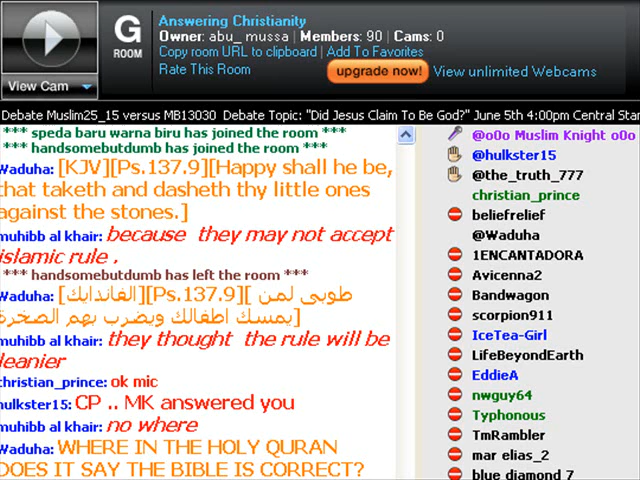 Answering Christianity
Owner: abu_ mussa | Members: 90 | Cams: 0
G
ROOM
Copy room URL to clipboard | Add To Favorites
Rate This Room
upgrade now!
View unlimited Webcams
View Cam
Debate Muslim25_15 versus MB13030 Debate Topic: "Did Jesus Claim To Be God?" June 5th 4:00pm Central Star
*** speda baru warna biru has joined the room ***
*** handsomebutdumb has joined the room ***
Waduha: [KJV][Ps.137.9][Happy shall he be,
that taketh and dasheth thy little ones
against the stones.]
muhibb al khair: because they may not accept
islamic rule .
*** handsomebutdumb has left the room ***
Waduha: [الفاندايك][Ps.137.9][ طوبى لمن
يمسك اطفالك ويضرب بهم الصخرة]
muhibb al khair: they thought the rule will be
leanier
christian_prince: ok mic
hulkster15: CP .. MK answered you
muhibb al khair: no where
Waduha: WHERE IN THE HOLY QURAN
DOES IT SAY THE BIBLE IS CORRECT?
@o0o Muslim Knight o0o
@hulkster15
@the_truth_777
christian_prince
beliefrelief
@Waduha
1ENCANTADORA
Avicenna2
Bandwagon
scorpion911
IceTea-Girl
LifeBeyondEarth
EddieA
nwguy64
Typhonous
TmRambler
mar elias_2
blue diamond 7